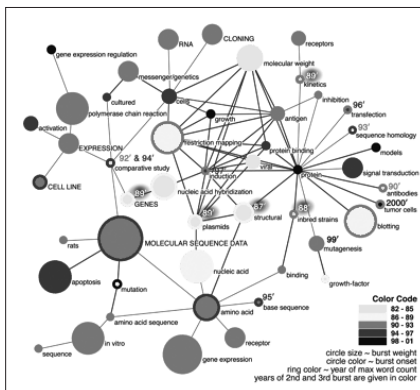 RNA
CLONING
receptors
gene expression regulation
messenger/genetics
molecular weight
89'
kinetics
cultured
cells
inhibition
96'
transfection
polymerase chain reaction
growth
antigen
93'
sequence homology
activation
restriction mapping
protein binding
models
EXPRESSION
92' & 94'
comparative study
induction
viral
protein
signal transduction
CELL LINE
89'
GENES
nucleic acid hybridization
90'
antibodies
87'
88'
2000'
tumor cells
plasmids
structural
inbred strains
blotting
rats
MOLECULAR SEQUENCE DATA
99'
mutagenesis
apoptosis
nucleic acid
binding
growth-factor
mutation
95'
base sequence
amino acid
amino acid sequence
sequence
in vitro
receptor
gene expression
Color Code
82 - 85
86 - 89
90 - 93
94 - 97
98 - 01
circle size ~ burst weight
circle color ~ burst onset
ring color ~ year of max word count
years of 2nd and 3rd burst are given in color